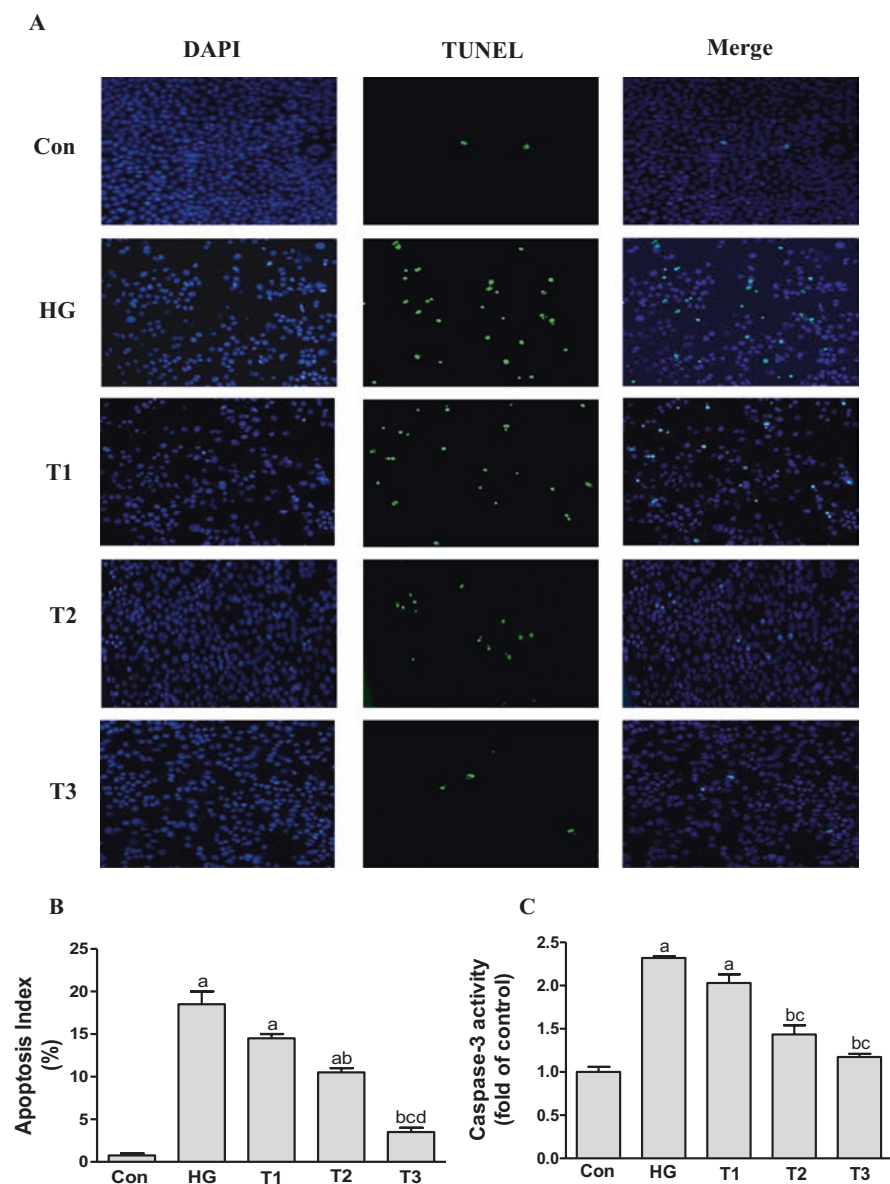 A
DAPI TUNEL Merge
Con
HG
T1
T2
T3
B
Apoptosis Index
(%)
25
20
15
10
5
0
a
a
ab
bcd
Con HG T1 T2 T3
C
Caspase-3 activity
(fold of control)
2.5
2.0
1.5
1.0
0.5
0.0
a
a
bc
bc
Con HG T1 T2 T3